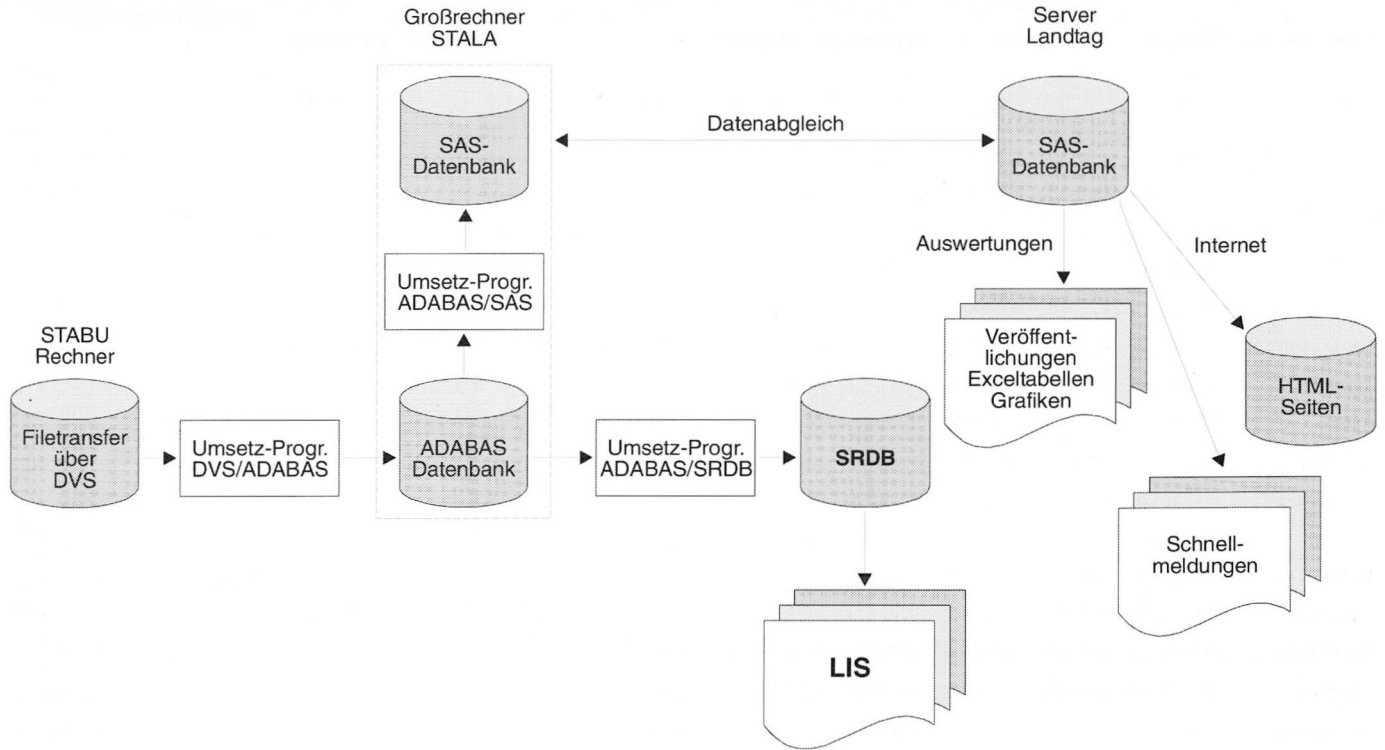 Großrechner
STALA
Server
Landtag
SAS-
Datenbank
Datenabgleich
SAS-
Datenbank
Auswertungen
Internet
Umsetz-Progr.
ADABAS/SAS
STABU
Rechner
Veröffent-
lichungen
Exceltabellen
Grafiken
HTML-
Seiten
Filetransfer
über
DVS
Umsetz-Progr.
DVS/ADABAS
ADABAS
Datenbank
Umsetz-Progr.
ADABAS/SRDB
SRDB
Schnell-
meldungen
LIS